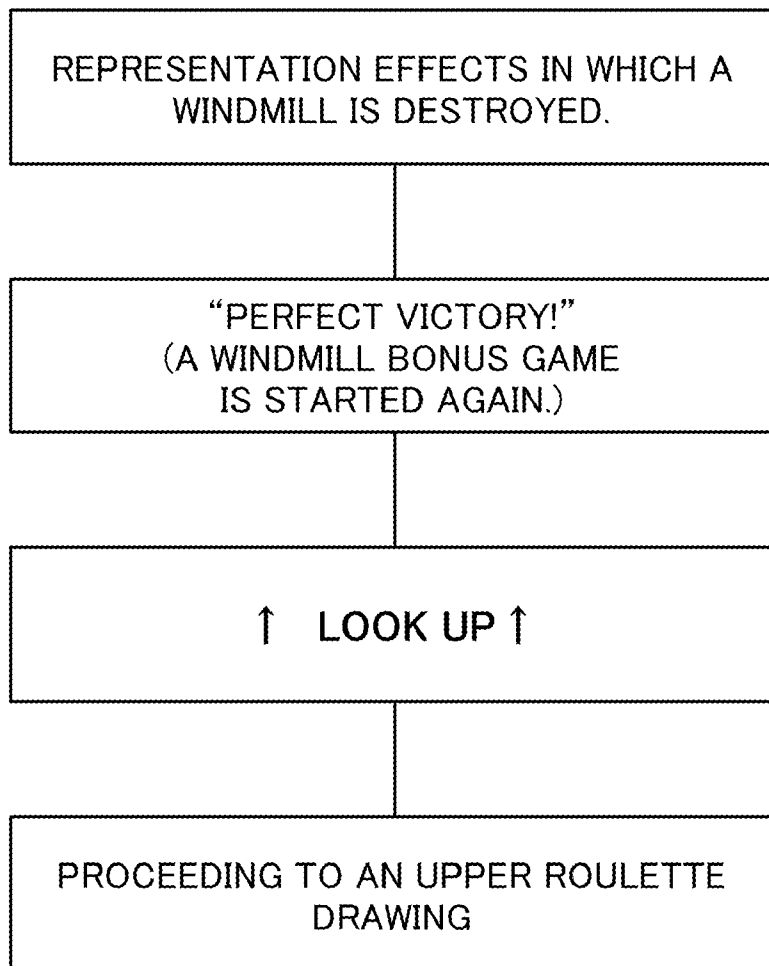 REPRESENTATION EFFECTS IN WHICH A
WINDMILL IS DESTROYED.
“PERFECT VICTORY!”
(A WINDMILL BONUS GAME
IS STARTED AGAIN.)
↑ LOOK UP ↑
PROCEEDING TO AN UPPER ROULETTE
DRAWING